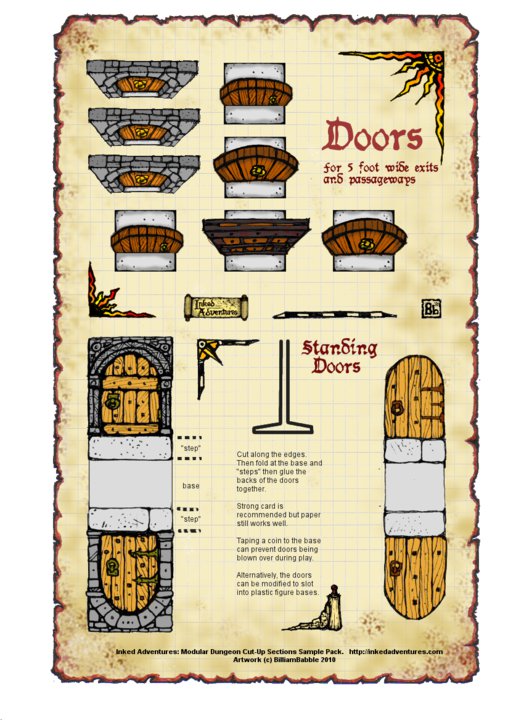 Doors
for 5 foot wide exits
and passageways
Inked
Adventures
Bb
Standing
Doors
"step"
base
"step"
Cut along the edges.
Then fold at the base and
"steps" then glue the
backs of the doors
together.
Strong card is
recommended but paper
still works well.
Taping a coin to the base
can prevent doors being
blown over during play.
Alternatively, the doors
can be modified to slot
into plastic figure bases.
Inked Adventures: Modular Dungeon Cut-Up Sections Sample Pack. http://inkedadventures.com
Artwork (c) BilliamBabble 2010